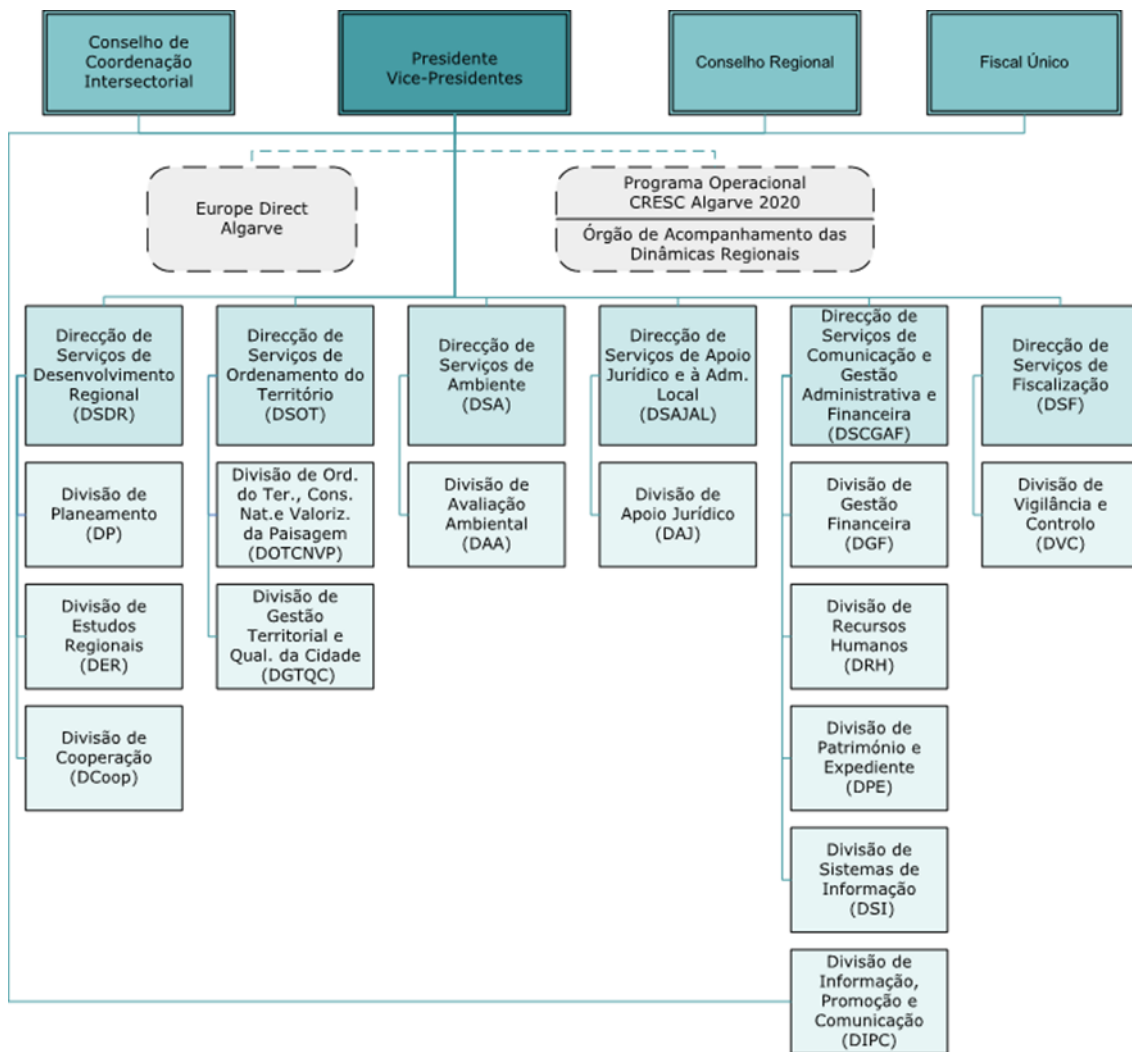 Conselho de
Coordenação
Intersectorial
Presidente
Vice-Presidentes
Conselho Regional
Fiscal Único
Europe Direct
Algarve
Programa Operacional
CRESC Algarve 2020
Órgão de Acompanhamento das
Dinâmicas Regionais
Direcção de
Serviços de
Desenvolvimento
Regional
(DSDR)
Direcção de
Serviços de
Ordenamento do
Território
(DSOT)
Direcção de
Serviços de
Ambiente
(DSA)
Direcção de
Serviços de Apoio
Jurídico e à Adm.
Local
(DSAJAL)
Direcção de
Serviços de
Comunicação e
Gestão
Administrativa e
Financeira
(DSCGAF)
Direcção de
Serviços de
Fiscalização
(DSF)
Divisão de
Planeamento
(DP)
Divisão de Ord.
do Ter., Cons.
Nat.e Valoriz.
da Paisagem
(DOTCNVP)
Divisão de
Avaliação
Ambiental
(DAA)
Divisão de
Apoio Jurídico
(DAJ)
Divisão de
Gestão
Financeira
(DGF)
Divisão de
Vigilância e
Controlo
(DVC)
Divisão de
Estudos
Regionais
(DER)
Divisão de
Gestão
Territorial e
Qual. da Cidade
(DGTQC)
Divisão de
Recursos
Humanos
(DRH)
Divisão de
Cooperação
(DCoop)
Divisão de
Património e
Expediente
(DPE)
Divisão de
Sistemas de
Informação
(DSI)
Divisão de
Informação,
Promoção e
Comunicação
(DIPC)